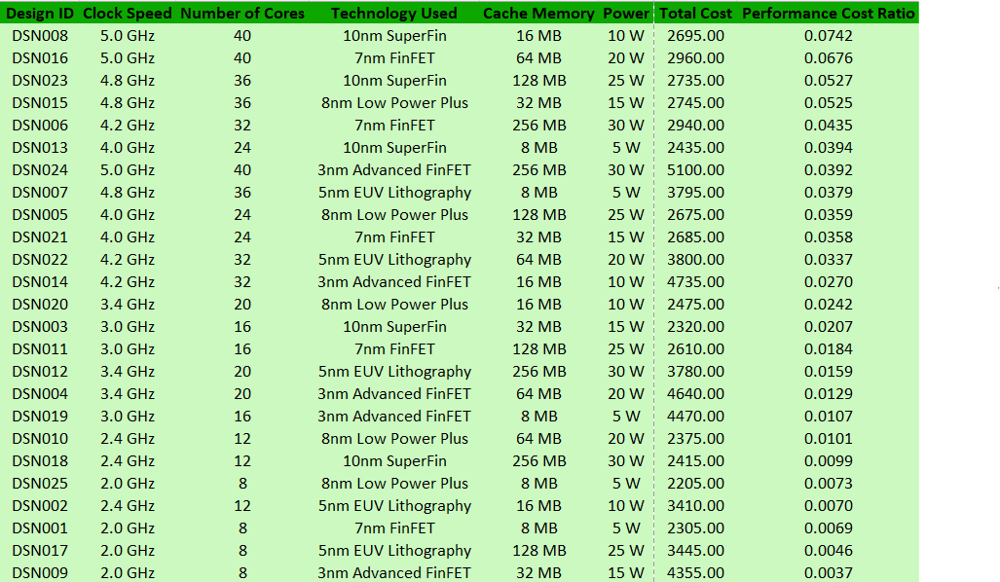 Design ID Clock Speed Number of Cores Technology Used Cache Memory Power Total Cost Performance Cost Ratio
DSN008 5.0 GHz 40 10nm SuperFin 16 MB 10 W 2695.00 0.0742
DSN016 5.0 GHz 40 7nm FinFET 64 MB 20 W 2960.00 0.0676
DSN023 4.8 GHz 36 10nm SuperFin 128 MB 25 W 2735.00 0.0527
DSN015 4.8 GHz 36 8nm Low Power Plus 32 MB 15 W 2745.00 0.0525
DSN006 4.2 GHz 32 7nm FinFET 256 MB 30 W 2940.00 0.0435
DSN013 4.0 GHz 24 10nm SuperFin 8 MB 5 W 2435.00 0.0394
DSN024 5.0 GHz 40 3nm Advanced FinFET 256 MB 30 W 5100.00 0.0392
DSN007 4.8 GHz 36 5nm EUV Lithography 8 MB 5 W 3795.00 0.0379
DSN005 4.0 GHz 24 8nm Low Power Plus 128 MB 25 W 2675.00 0.0359
DSN021 4.0 GHz 24 7nm FinFET 32 MB 15 W 2685.00 0.0358
DSN022 4.2 GHz 32 5nm EUV Lithography 64 MB 20 W 3800.00 0.0337
DSN014 4.2 GHz 32 3nm Advanced FinFET 16 MB 10 W 4735.00 0.0270
DSN020 3.4 GHz 20 8nm Low Power Plus 16 MB 10 W 2475.00 0.0242
DSN003 3.0 GHz 16 10nm SuperFin 32 MB 15 W 2320.00 0.0207
DSN011 3.0 GHz 16 7nm FinFET 128 MB 25 W 2610.00 0.0184
DSN012 3.4 GHz 20 5nm EUV Lithography 256 MB 30 W 3780.00 0.0159
DSN004 3.4 GHz 20 3nm Advanced FinFET 64 MB 20 W 4640.00 0.0129
DSN019 3.0 GHz 16 3nm Advanced FinFET 8 MB 5 W 4470.00 0.0107
DSN010 2.4 GHz 12 8nm Low Power Plus 64 MB 20 W 2375.00 0.0101
DSN018 2.4 GHz 12 10nm SuperFin 256 MB 30 W 2415.00 0.0099
DSN025 2.0 GHz 8 8nm Low Power Plus 8 MB 5 W 2205.00 0.0073
DSN002 2.4 GHz 12 5nm EUV Lithography 16 MB 10 W 3410.00 0.0070
DSN001 2.0 GHz 8 7nm FinFET 8 MB 5 W 2305.00 0.0069
DSN017 2.0 GHz 8 5nm EUV Lithography 128 MB 25 W 3445.00 0.0046
DSN009 2.0 GHz 8 3nm Advanced FinFET 32 MB 15 W 4355.00 0.0037